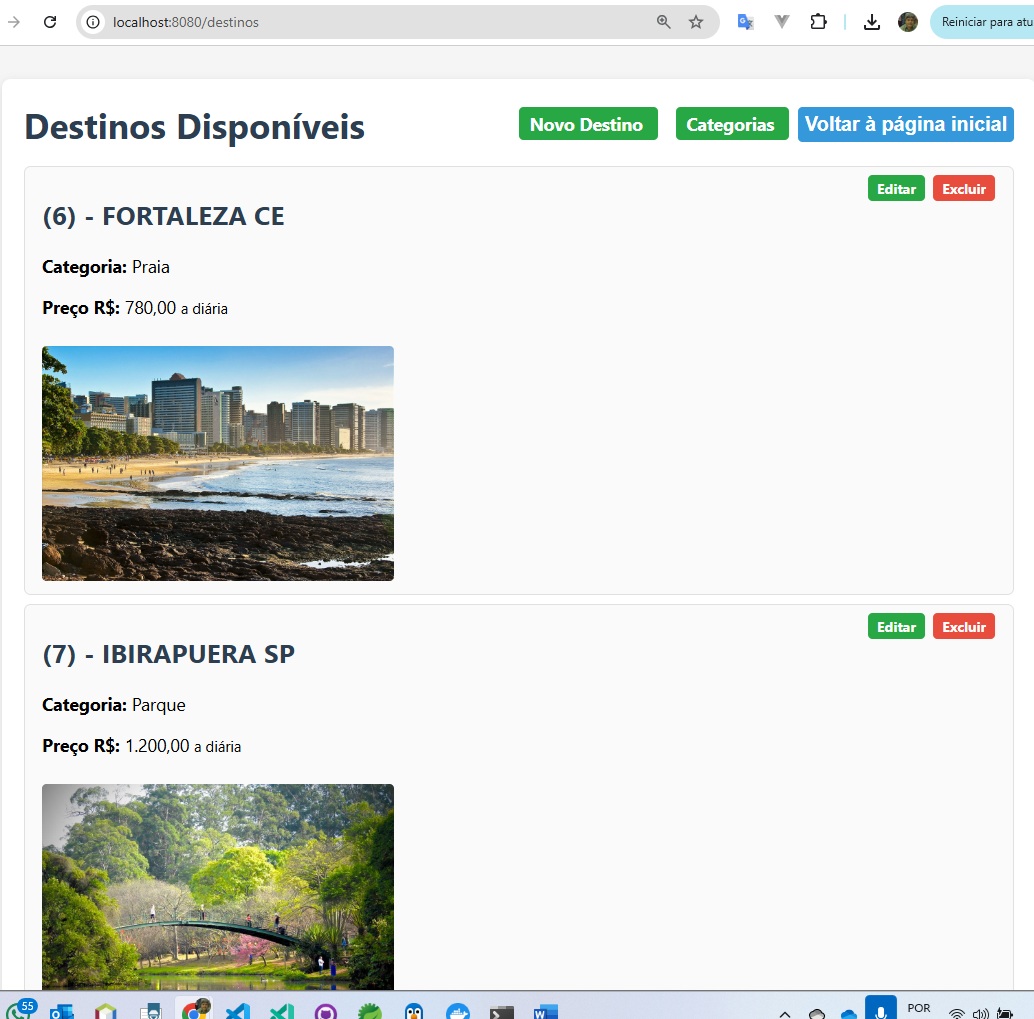 localhost:8080/destinos
Reiniciar para atu
Destinos Disponíveis
Novo Destino
Categorias
Voltar à página inicial
Editar
Excluir
(6) - FORTALEZA CE
Categoria: Praia
Preço R$: 780,00 a diária
Editar
Excluir
(7) - IBIRAPUERA SP
Categoria: Parque
Preço R$: 1.200,00 a diária
55
POR